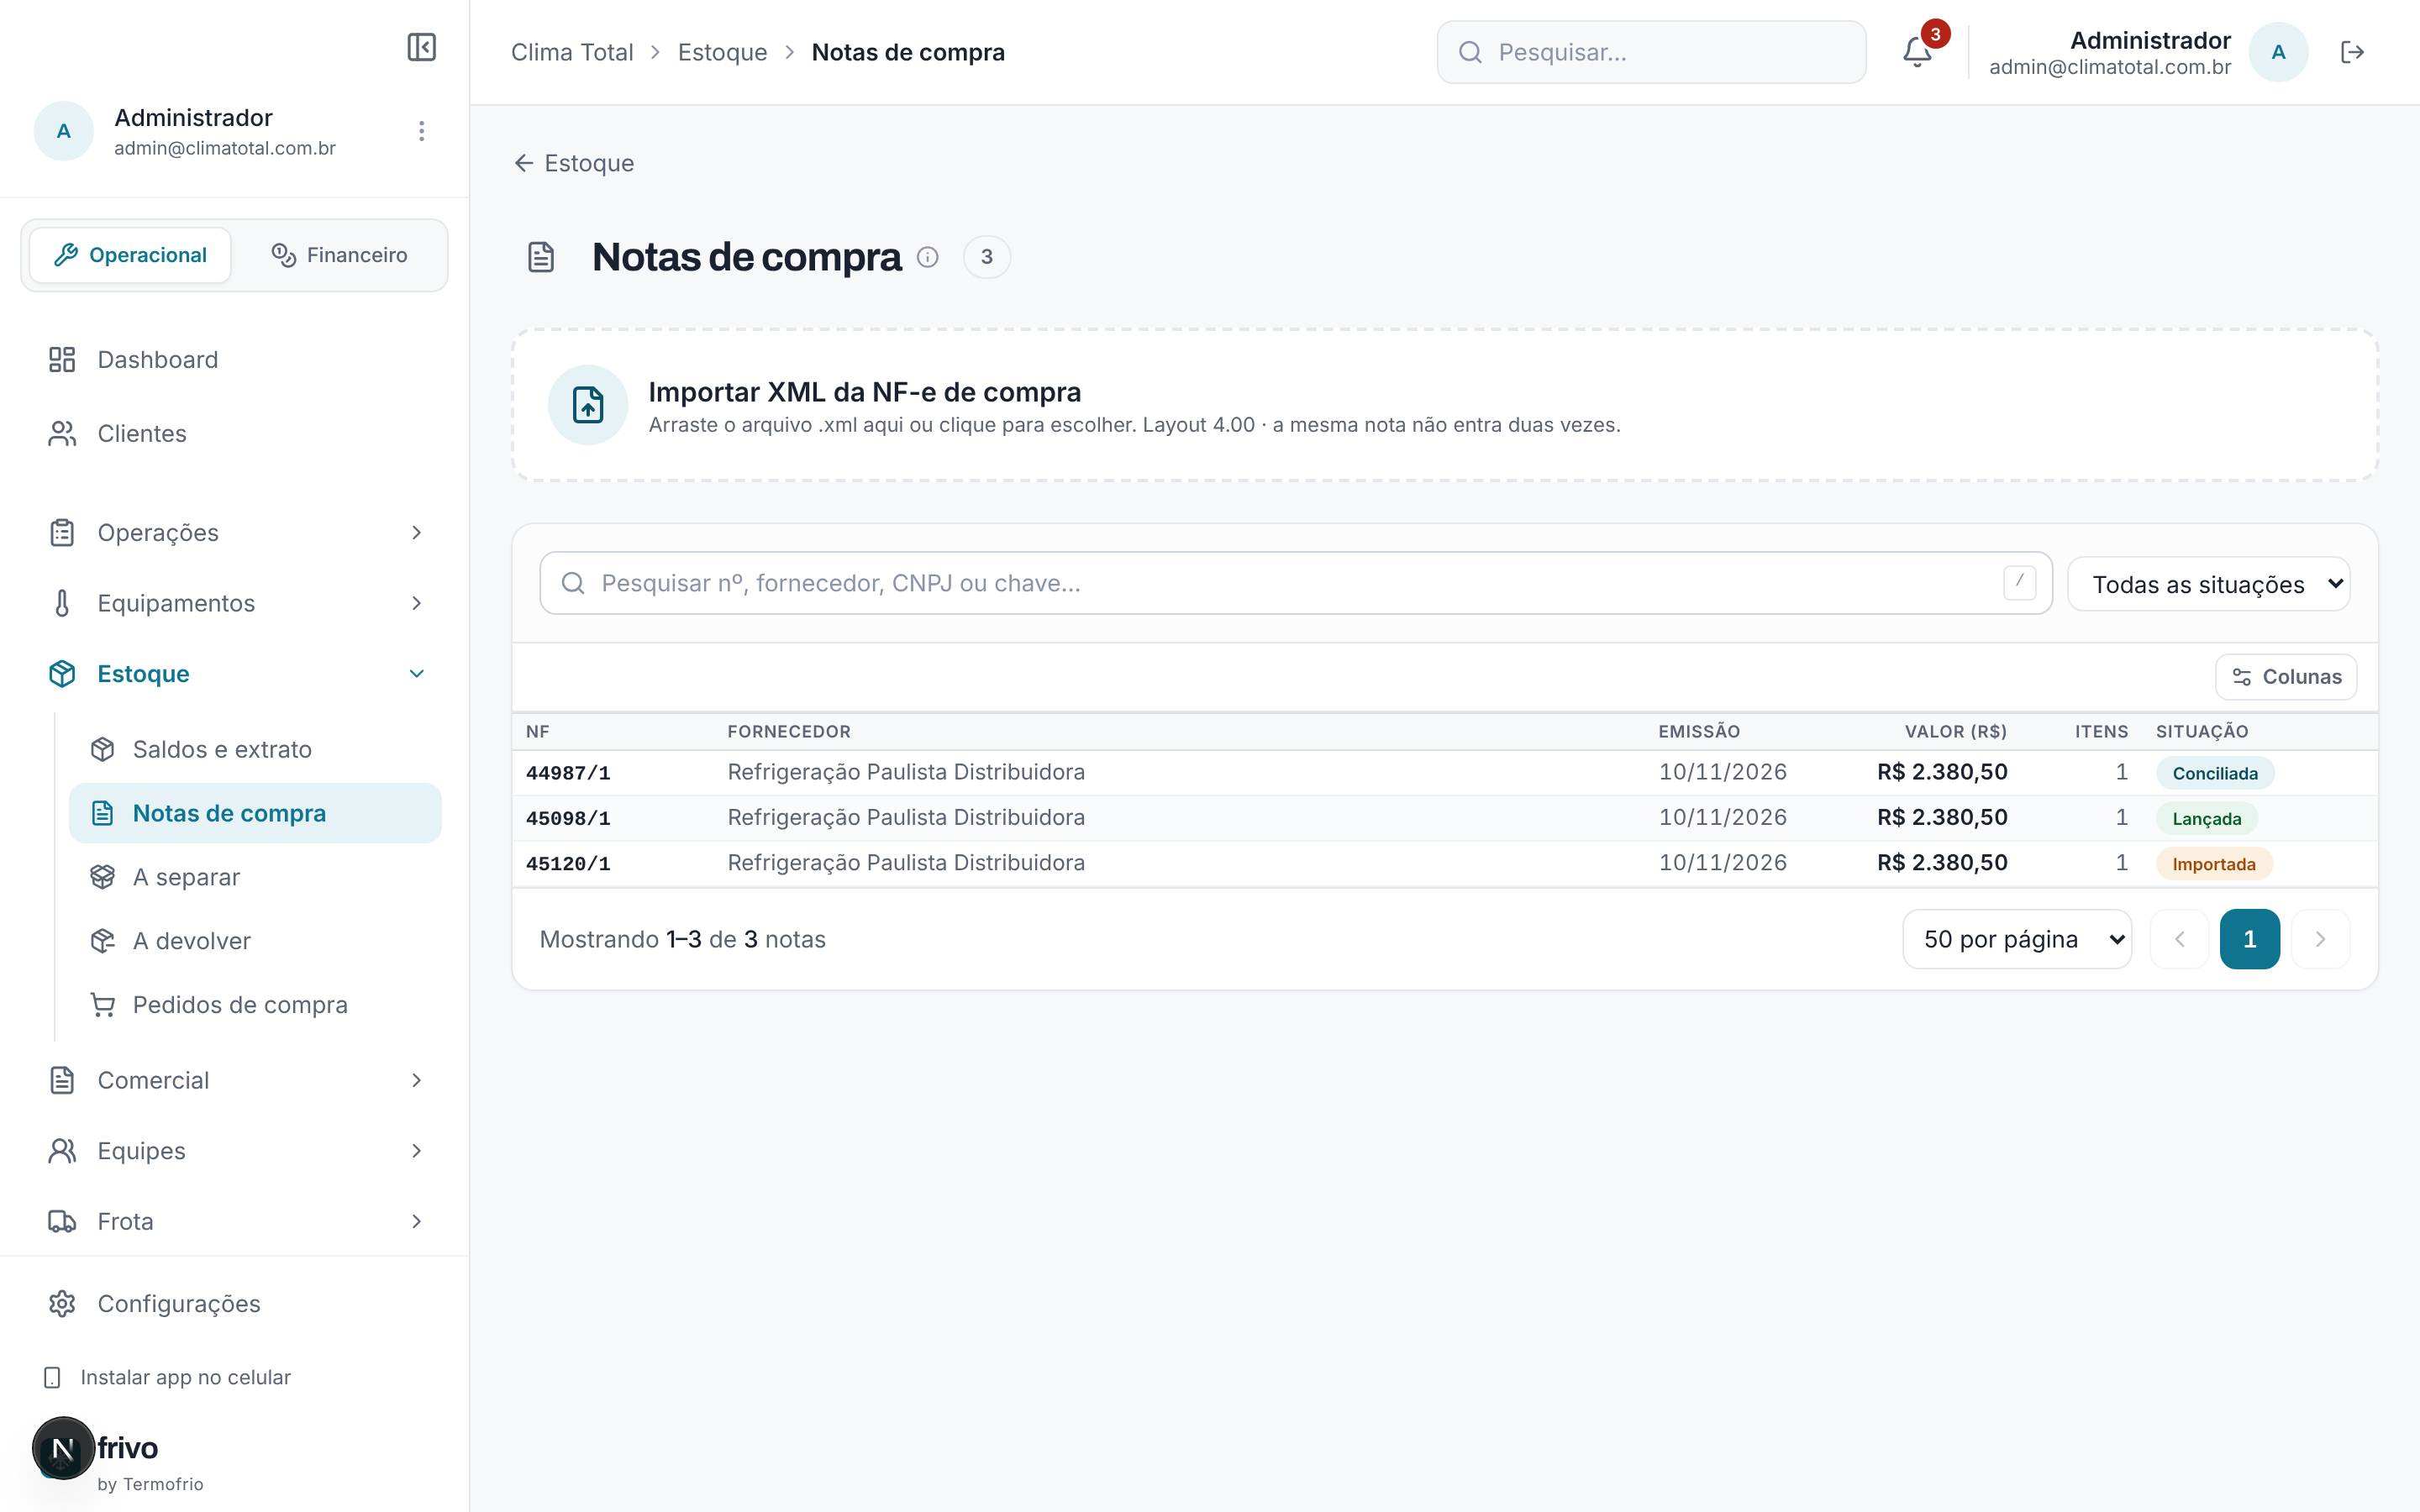 Clima Total > Estoque > Notas de compra
Pesquisar...
3
Administrador
admin@climatotal.com.br
A
A
Administrador
admin@climatotal.com.br
Operacional
Financeiro
Dashboard
Clientes
Operações
Equipamentos
Estoque
Saldos e extrato
Notas de compra
A separar
A devolver
Pedidos de compra
Comercial
Equipes
Frota
Configurações
Instalar app no celular
N
frivo
by Termofrio
← Estoque
Notas de compra 3
Importar XML da NF-e de compra
Arraste o arquivo .xml aqui ou clique para escolher. Layout 4.00 · a mesma nota não entra duas vezes.
Pesquisar nº, fornecedor, CNPJ ou chave... /
Todas as situações
Colunas
NF FORNECEDOR EMISSÃO VALOR (R$) ITENS SITUAÇÃO
44987/1 Refrigeração Paulista Distribuidora 10/11/2026 R$ 2.380,50 1 Conciliada
45098/1 Refrigeração Paulista Distribuidora 10/11/2026 R$ 2.380,50 1 Lançada
45120/1 Refrigeração Paulista Distribuidora 10/11/2026 R$ 2.380,50 1 Importada
Mostrando 1–3 de 3 notas
50 por página
1